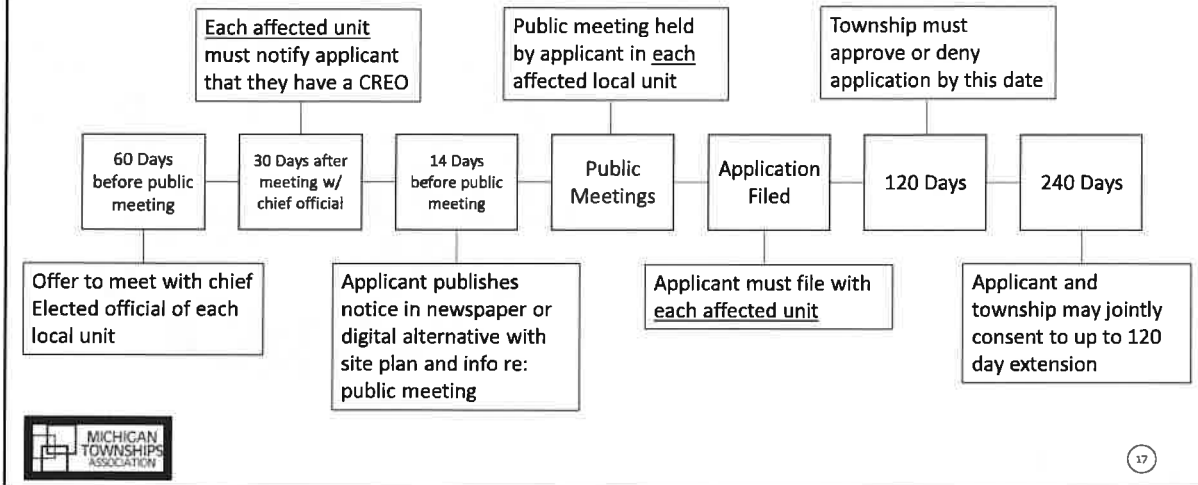 Each affected unit
must notify applicant
that they have a CREO
Public meeting held
by applicant in each
affected local unit
Township must
approve or deny
application by this date
60 Days
before public
meeting
30 Days after
meeting w/
chief official
14 Days
before public
meeting
Public
Meetings
Application
Filed
120 Days
240 Days
Offer to meet with chief
Elected official of each
local unit
Applicant publishes
notice in newspaper or
digital alternative with
site plan and info re:
public meeting
Applicant must file with
each affected unit
Applicant and
township may jointly
consent to up to 120
day extension
MICHIGAN
TOWNSHIPS
ASSOCIATION
17